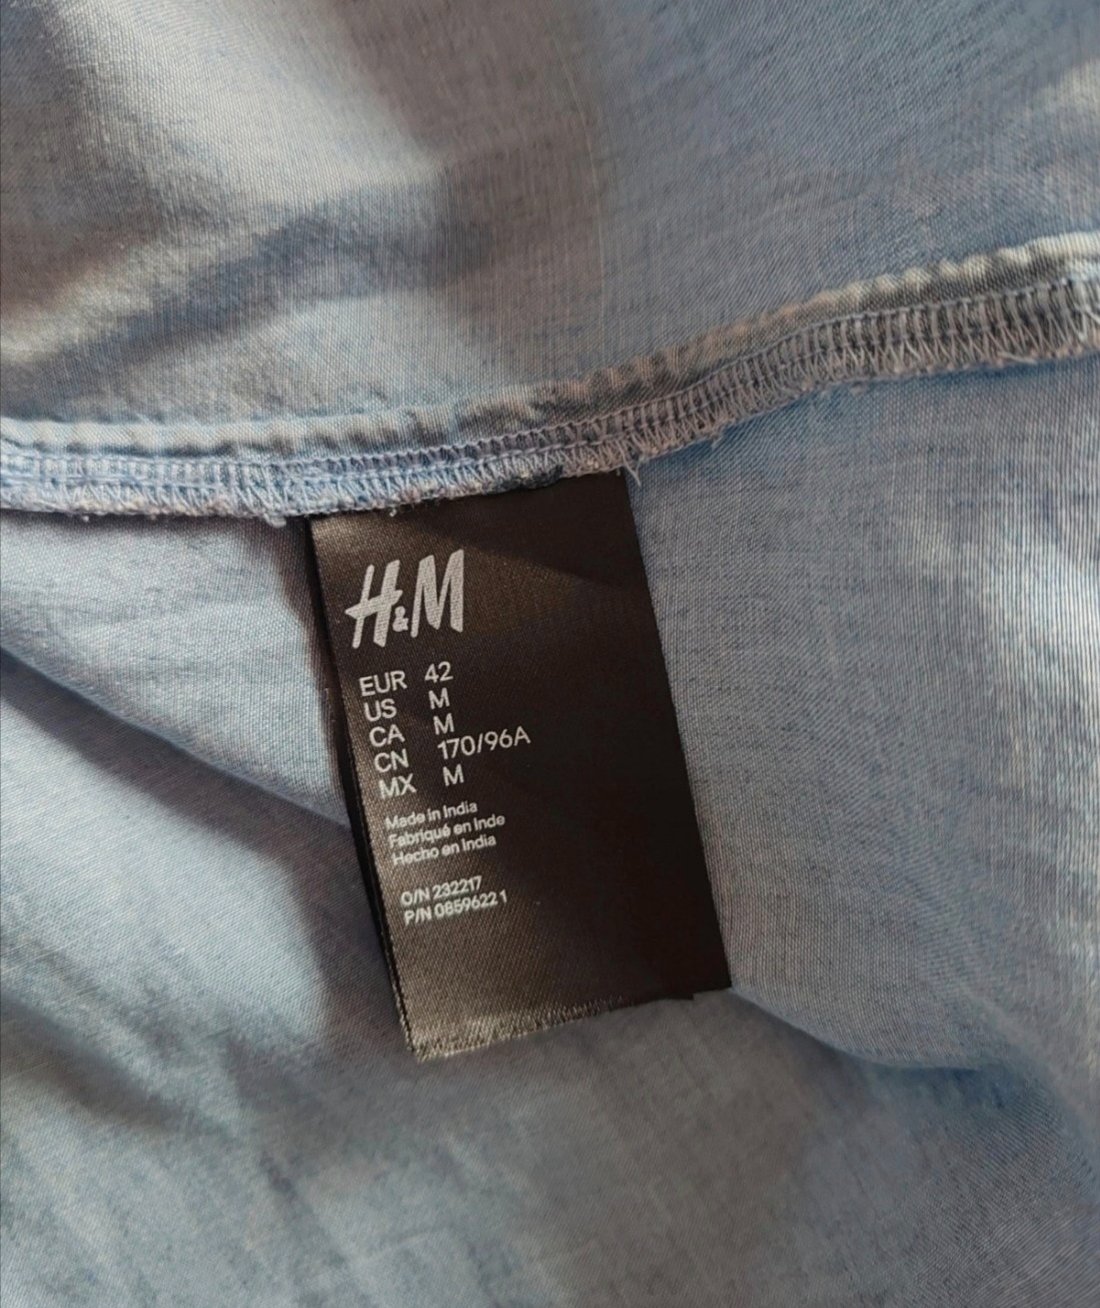 H&M
EUR 42
US M
CA M
CN 170/96A
MX M
Made in India
Fabriqué en Inde
Hecho en India
O/N 232217
P/N 08596221